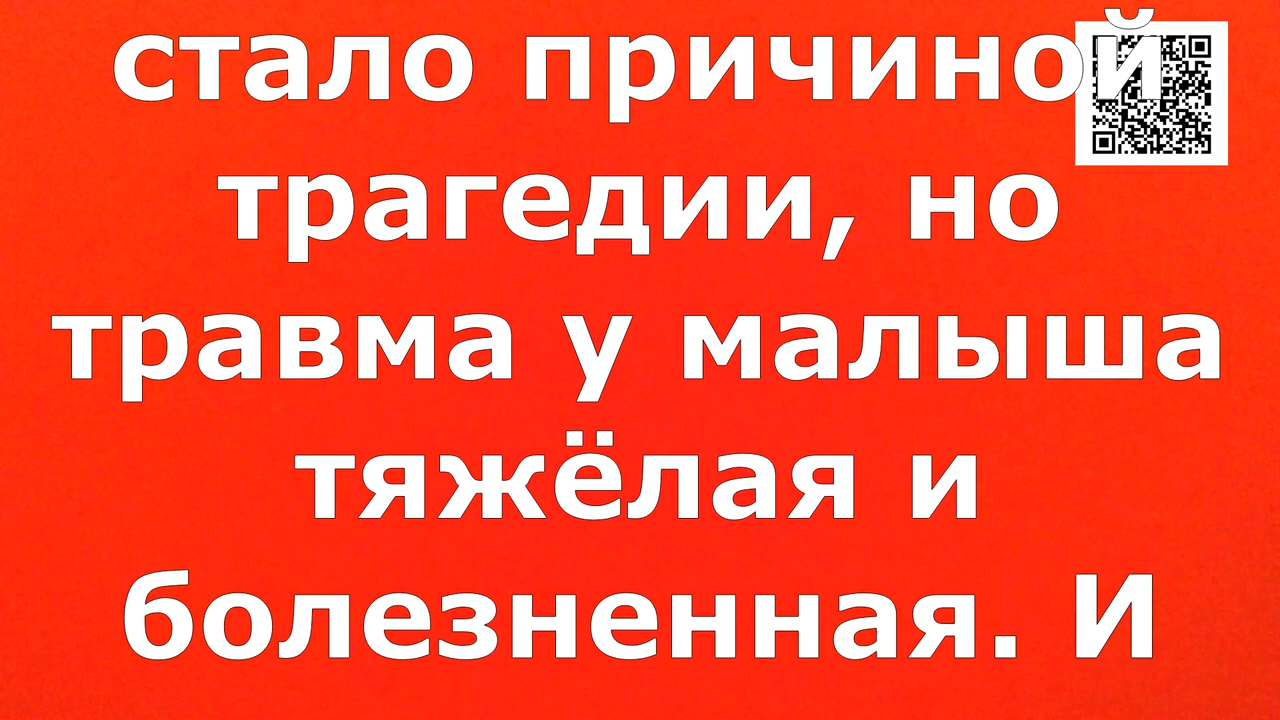 стало причиной
трагедии, но
травма у малыша
тяжёлая и
болезненная. И